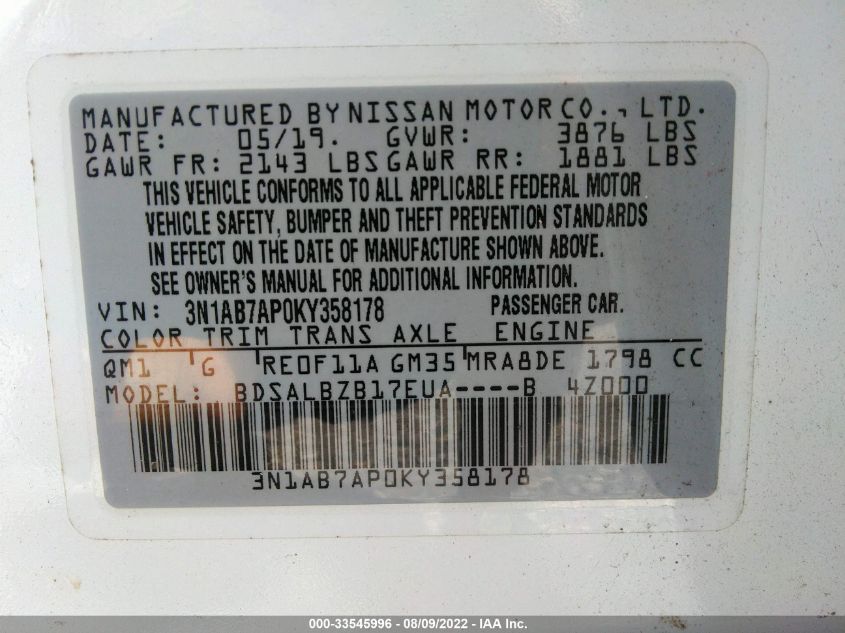 MANUFACTURED BY NISSAN MOTOR CO., LTD.
DATE: 05/19. GVWR: 3876 LBS
GAWR FR: 2143 LBS GAWR RR: 1881 LBS
THIS VEHICLE CONFORMS TO ALL APPLICABLE FEDERAL MOTOR
VEHICLE SAFETY, BUMPER AND THEFT PREVENTION STANDARDS
IN EFFECT ON THE DATE OF MANUFACTURE SHOWN ABOVE.
SEE OWNER'S MANUAL FOR ADDITIONAL INFORMATION.
VIN: 3N1AB7AP0KY358178 PASSENGER CAR.
COLOR TRIM TRANS AXLE ENGINE
QM1 G RE0F11A GM35 MRA8DE 1798 CC
MODEL: BDSALBZB17EUA----B 4Z000
3N1AB7AP0KY358178
000-33545996 - 08/09/2022 - IAA Inc.